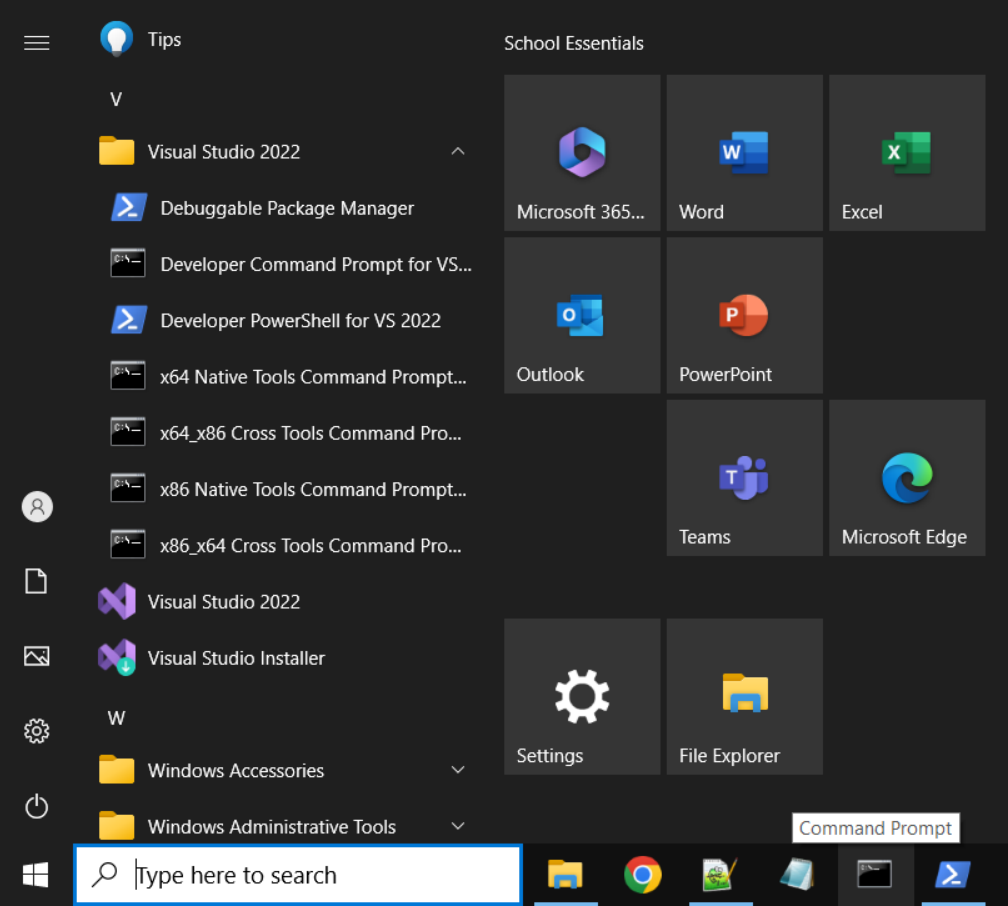 Tips
V
Visual Studio 2022
Debuggable Package Manager
Developer Command Prompt for VS...
Developer PowerShell for VS 2022
x64 Native Tools Command Prompt...
x64_x86 Cross Tools Command Pro...
x86 Native Tools Command Prompt...
x86_x64 Cross Tools Command Pro...
Visual Studio 2022
Visual Studio Installer
W
Windows Accessories
Windows Administrative Tools
School Essentials
Microsoft 365...
W
Word
X
Excel
O
Outlook
P
PowerPoint
T
Teams
Microsoft Edge
Settings
File Explorer
Command Prompt
Type here to search